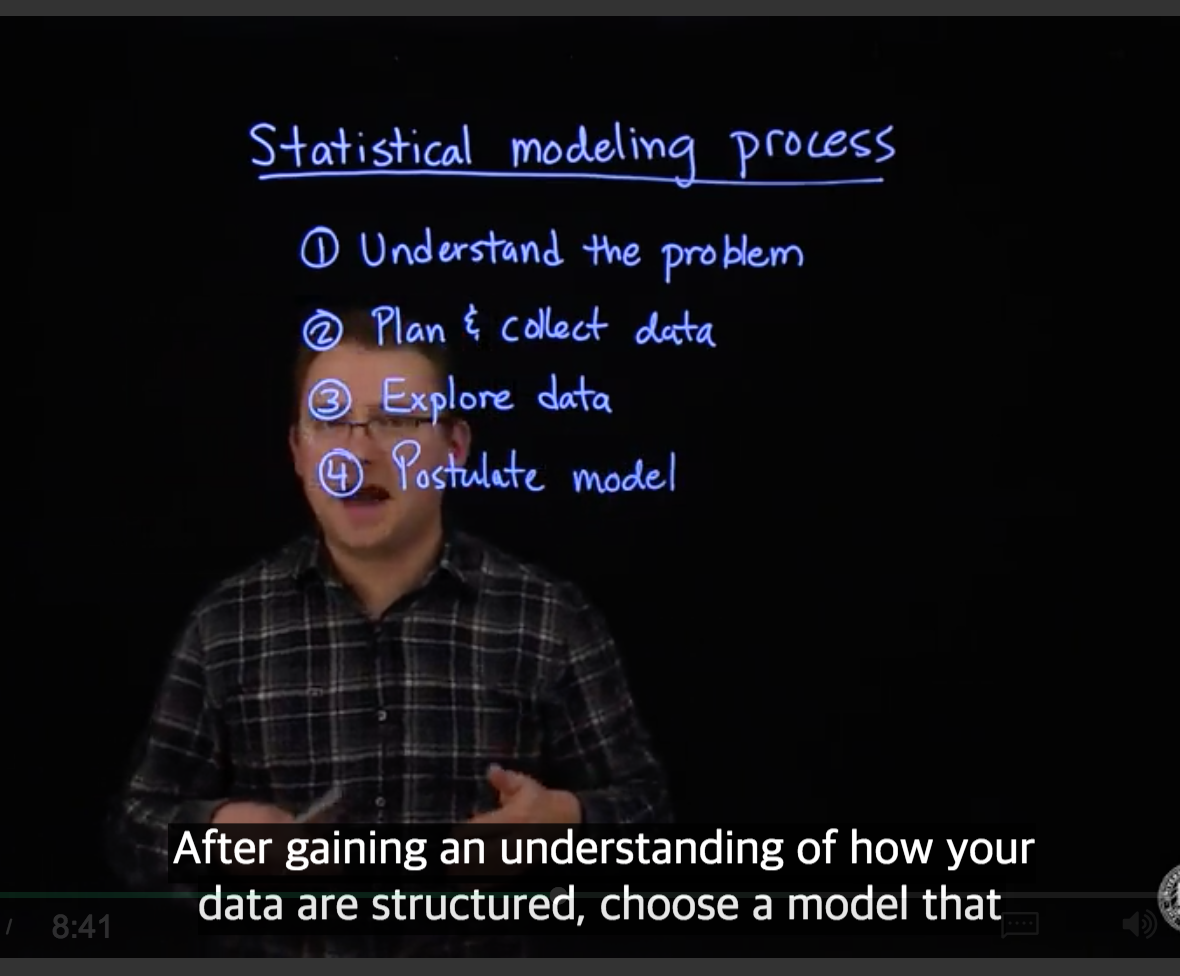 Statistical modeling process
① Understand the problem
② Plan & collect data
③ Explore data
④ Postulate model
After gaining an understanding of how your
data are structured, choose a model that
/ 8:41